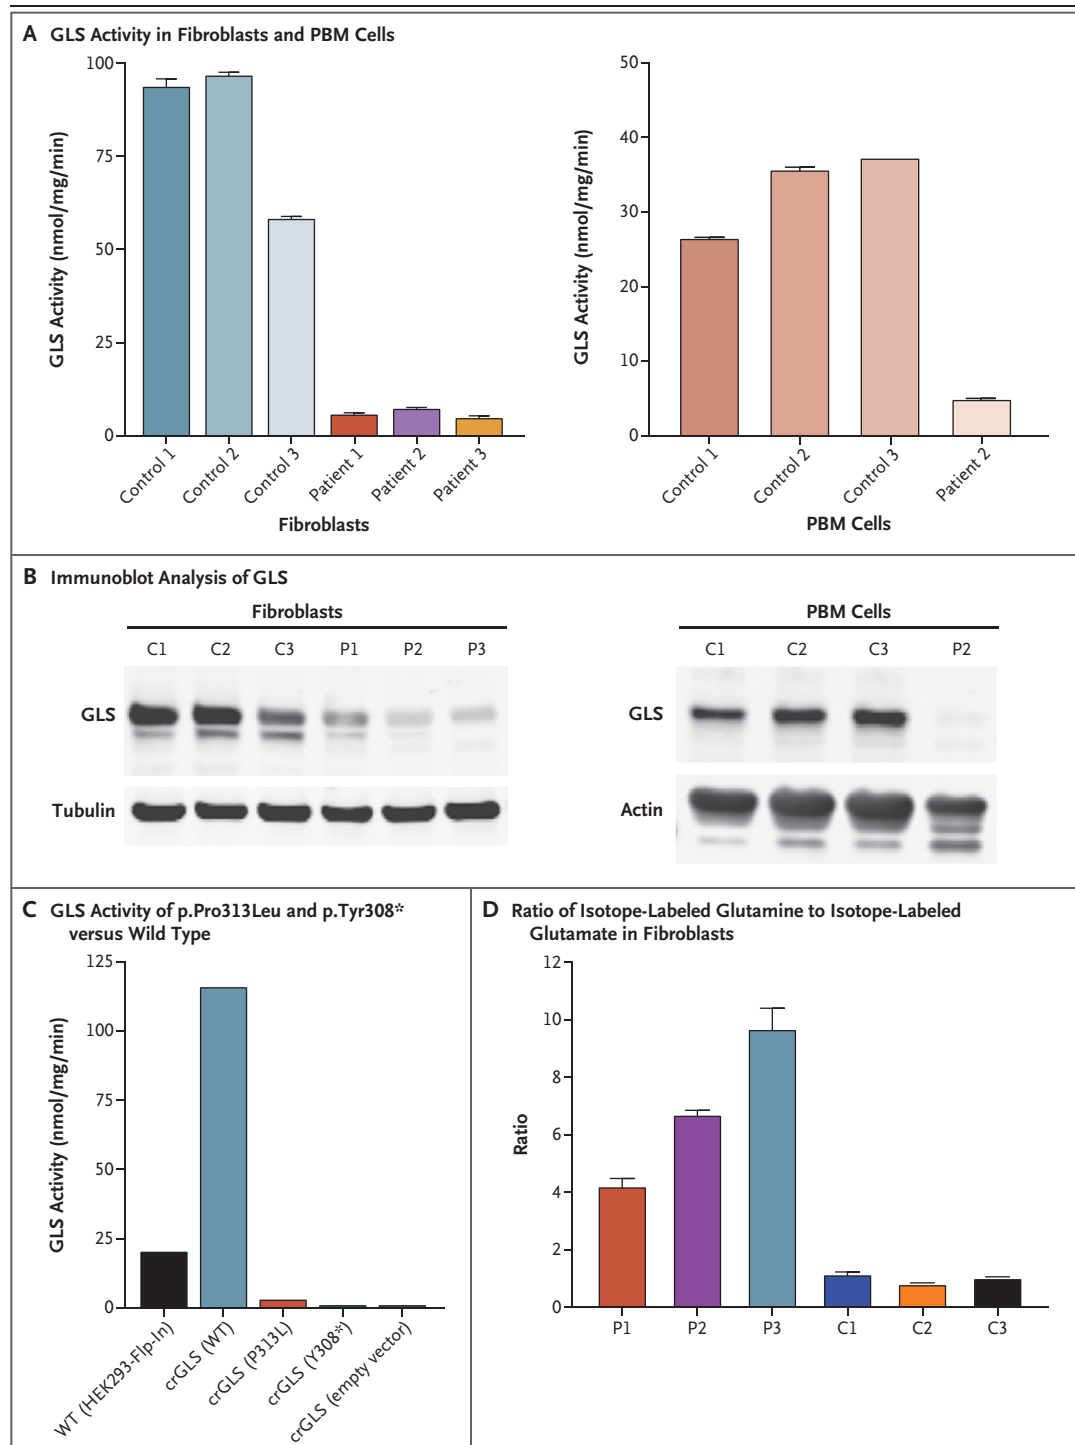 A GLS Activity in Fibroblasts and PBM Cells
GLS Activity (nmol/mg/min)
100
75
50
25
0
Control 1
Control 2
Control 3
Patient 1
Patient 2
Patient 3
Fibroblasts
GLS Activity (nmol/mg/min)
50
40
30
20
10
0
Control 1
Control 2
Control 3
Patient 2
PBM Cells
B Immunoblot Analysis of GLS
Fibroblasts
C1 C2 C3 P1 P2 P3
GLS
Tubulin
PBM Cells
C1 C2 C3 P2
GLS
Actin
C GLS Activity of p.Pro313Leu and p.Tyr308*
versus Wild Type
GLS Activity (nmol/mg/min)
125
100
75
50
25
0
WT (HEK293-Flp-In)
crGLS (WT)
crGLS (P313L)
crGLS (Y308*)
crGLS (empty vector)
D Ratio of Isotope-Labeled Glutamine to Isotope-Labeled
Glutamate in Fibroblasts
Ratio
12
10
8
6
4
2
0
P1 P2 P3 C1 C2 C3